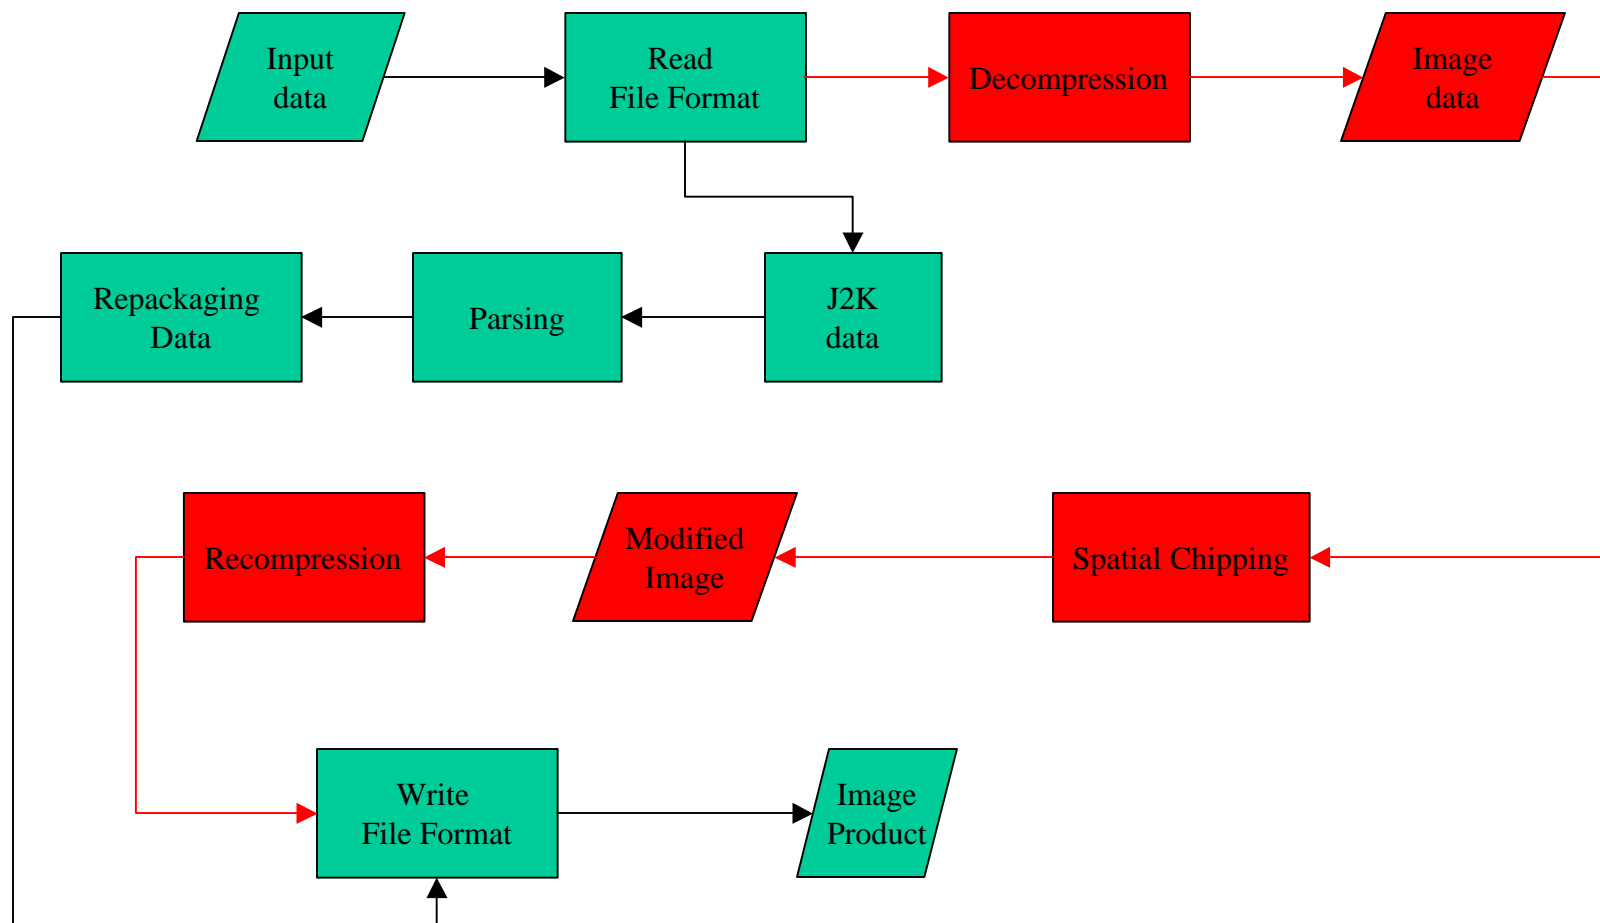 Input
data
Read
File Format
Decompression
Image
data
Repackaging
Data
Parsing
J2K
data
Recompression
Modified
Image
Spatial Chipping
Write
File Format
Image
Product